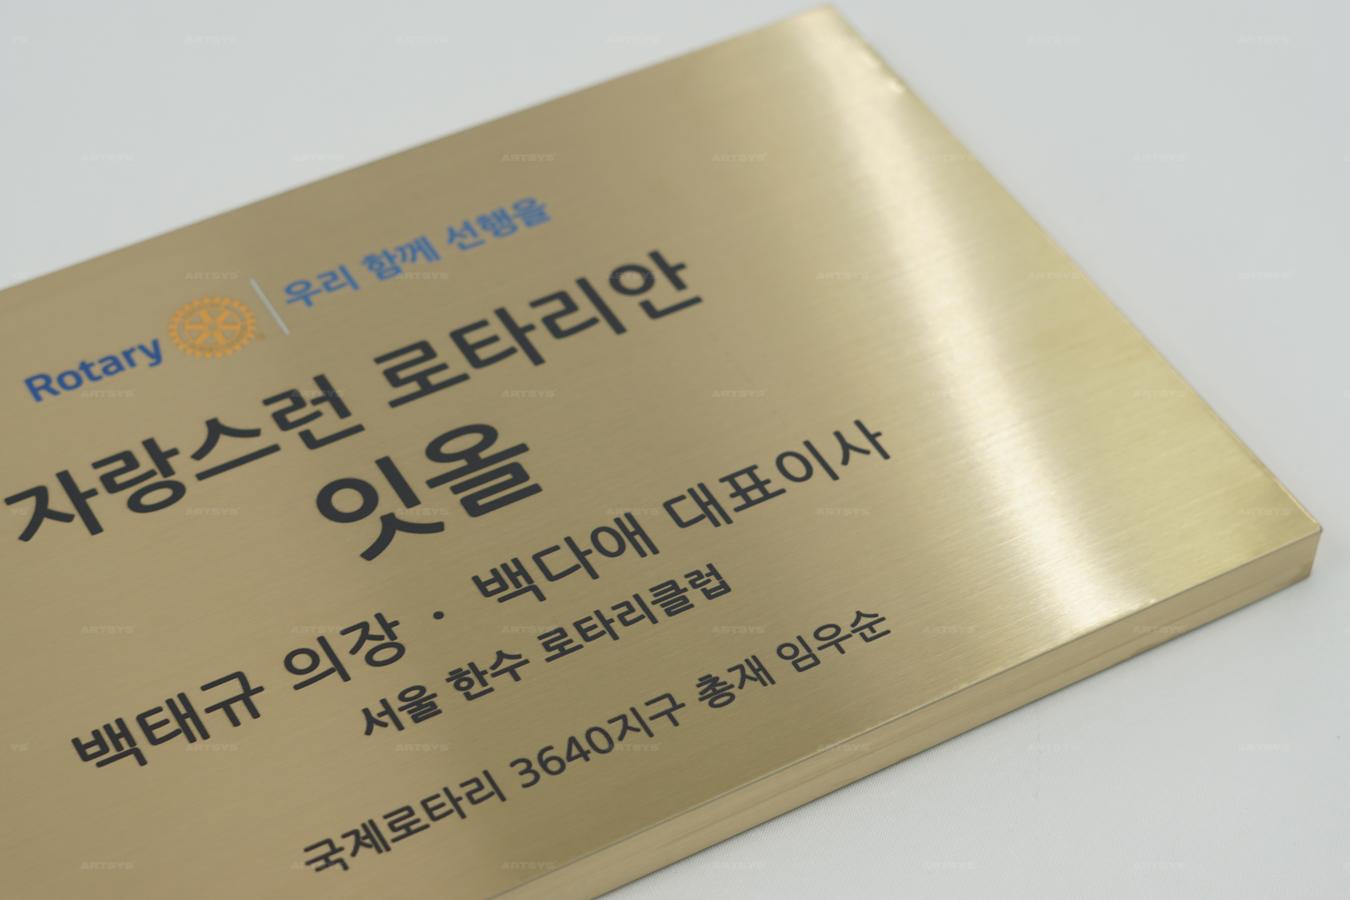 Rotary 우리 함께 선행을
자랑스런 로타리안
잇올
백태규 의장 · 백다애 대표이사
서울 한수 로타리클럽
국제로타리 3640지구 총재 임우순
ARTSYS